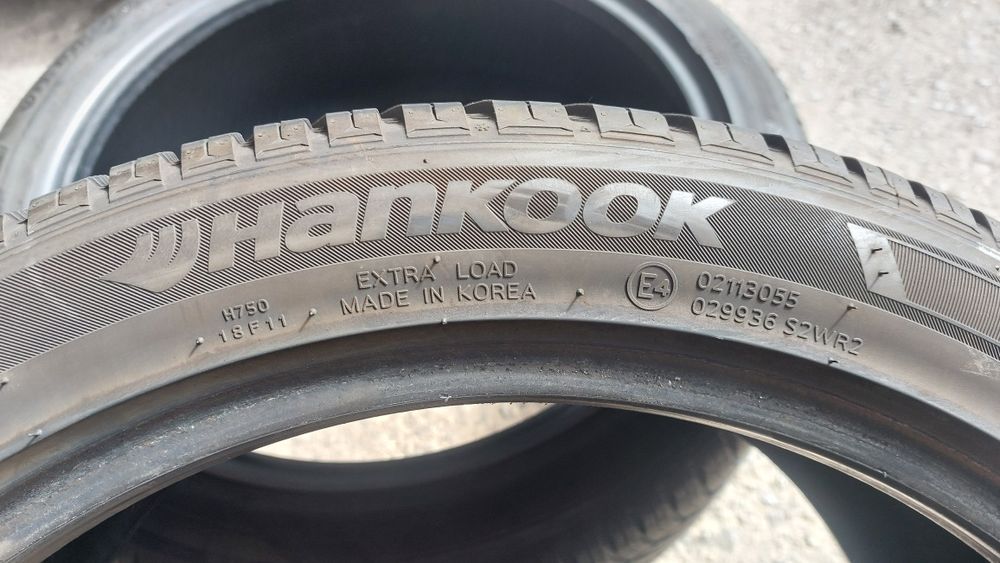 Hankook
H750
18F11
EXTRA LOAD
MADE IN KOREA
E4
02113055
029936 S2WR2